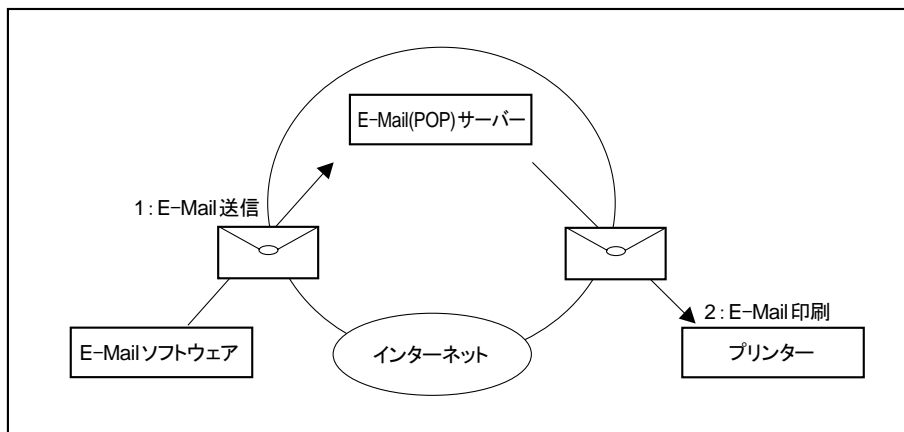 E-Mail(POP)サーバー
1:E-Mail送信
2:E-Mail印刷
E-Mailソフトウェア
インターネット
プリンター